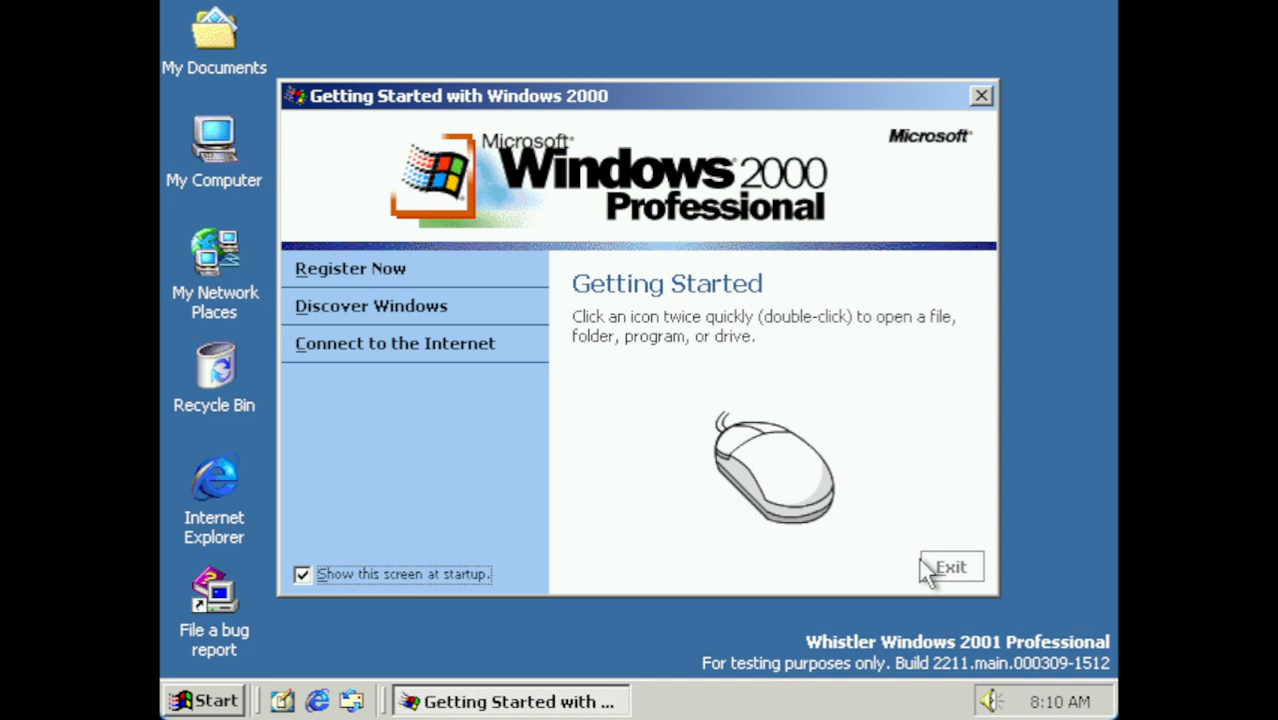 My Documents
My Computer
My Network
Places
Recycle Bin
Internet
Explorer
File a bug
report
Getting Started with Windows 2000
Microsoft
Microsoft®
Windows® 2000
Professional
Register Now
Discover Windows
Connect to the Internet
Show this screen at startup.
Getting Started
Click an icon twice quickly (double-click) to open a file,
folder, program, or drive.
Exit
Whistler Windows 2001 Professional
For testing purposes only. Build 2211.main.000309-1512
Start
Getting Started with ...
8:10 AM